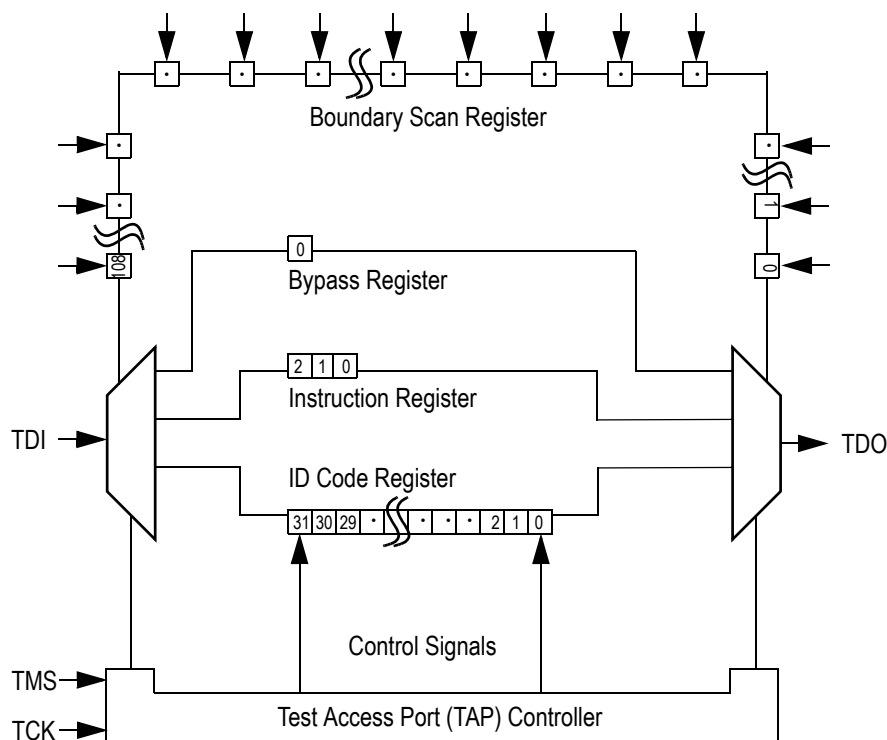 Boundary Scan Register
1
108
0
0
Bypass Register
2 1 0
Instruction Register
TDI
TDO
ID Code Register
31 30 29 · · · · · 2 1 0
Control Signals
TMS
Test Access Port (TAP) Controller
TCK